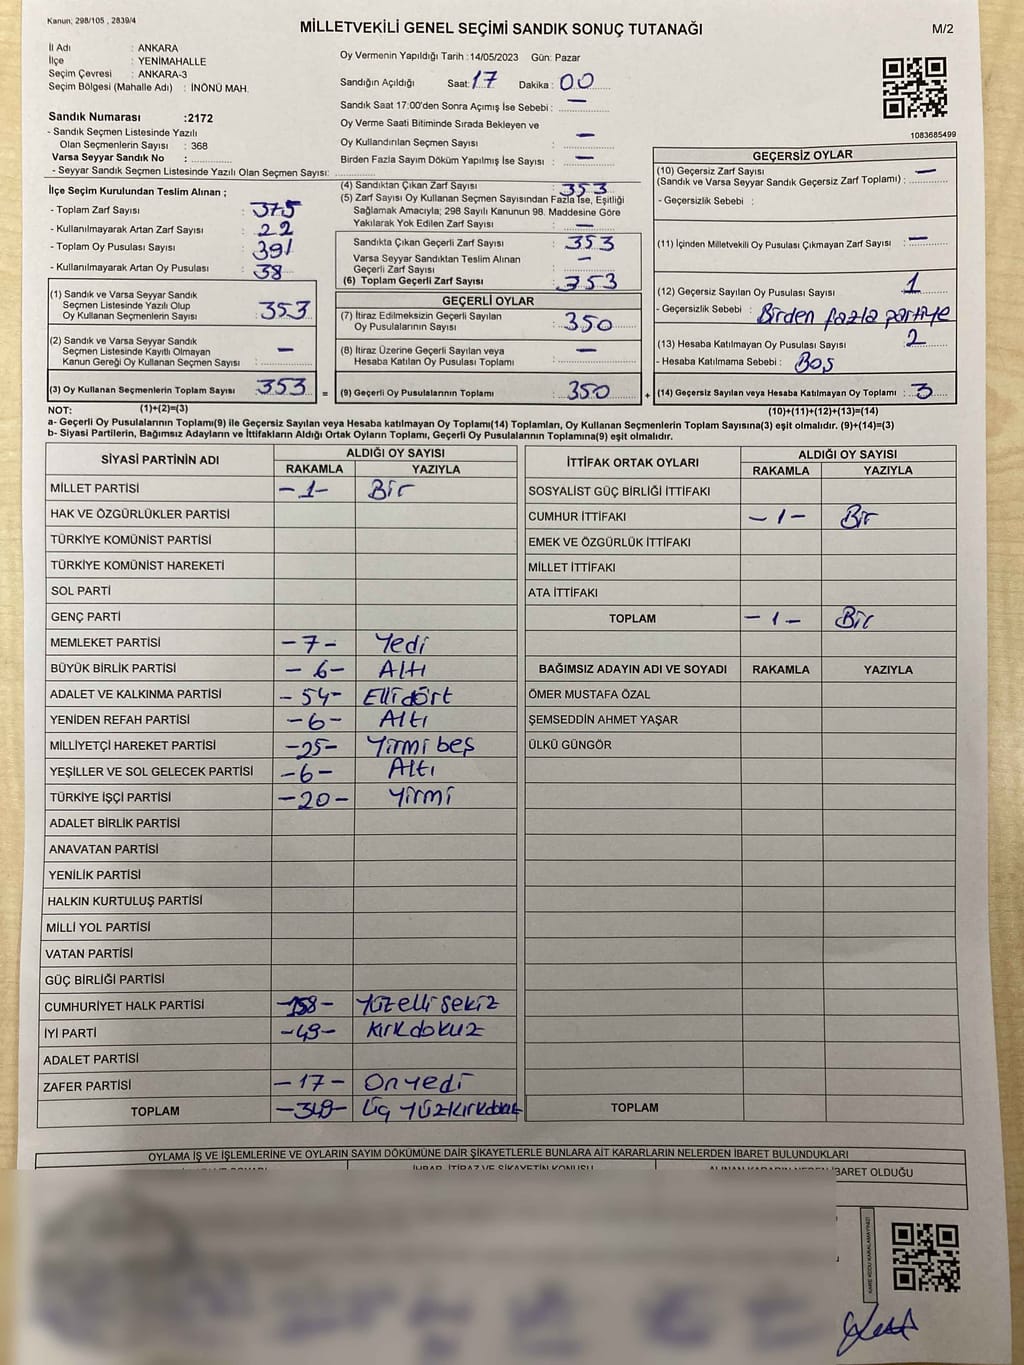 Kanun; 298/105 , 2839/4
MİLLETVEKİLİ GENEL SEÇİMİ SANDIK SONUÇ TUTANAĞI
M/2
İl Adı : ANKARA
İlçe : YENİMAHALLE
Seçim Çevresi : ANKARA-3
Seçim Bölgesi (Mahalle Adı) : İNÖNÜ MAH.
Sandık Numarası :2172
- Sandık Seçmen Listesinde Yazılı
Olan Seçmenlerin Sayısı : 368
Varsa Seyyar Sandık No :
- Seyyar Sandık Seçmen Listesinde Yazılı Olan Seçmen Sayısı:
Oy Vermenin Yapıldığı Tarih :14/05/2023 Gün: Pazar
Sandığın Açıldığı Saat: 17 Dakika : 00
Sandık Saat 17:00'den Sonra Açımış İse Sebebi : —
Oy Verme Saati Bitiminde Sırada Bekleyen ve
Oy Kullandırılan Seçmen Sayısı : —
Birden Fazla Sayım Döküm Yapılmış İse Sayısı : —
1083685499
İlçe Seçim Kurulundan Teslim Alınan ;
- Toplam Zarf Sayısı : 375
- Kullanılmayarak Artan Zarf Sayısı : 22
- Toplam Oy Pusulası Sayısı : 391
- Kullanılmayarak Artan Oy Pusulası : 38
(1) Sandık ve Varsa Seyyar Sandık
Seçmen Listesinde Yazılı Olup
Oy Kullanan Seçmenlerin Sayısı : 353
(2) Sandık ve Varsa Seyyar Sandık
Seçmen Listesinde Kayıtlı Olmayan
Kanun Gereği Oy Kullanan Seçmen Sayısı : —
(3) Oy Kullanan Seçmenlerin Toplam Sayısı : 353 =
(1)+(2)=(3)
(4) Sandıktan Çıkan Zarf Sayısı : 353
(5) Zarf Sayısı Oy Kullanan Seçmen Sayısından Fazla İse, Eşitliği
Sağlamak Amacıyla; 298 Sayılı Kanunun 98. Maddesine Göre
Yakılarak Yok Edilen Zarf Sayısı : —
Sandıkta Çıkan Geçerli Zarf Sayısı : 353
Varsa Seyyar Sandıktan Teslim Alınan
Geçerli Zarf Sayısı : —
(6) Toplam Geçerli Zarf Sayısı : 353
GEÇERLİ OYLAR
(7) İtiraz Edilmeksizin Geçerli Sayılan
Oy Pusulalarının Sayısı : 350
(8) İtiraz Üzerine Geçerli Sayılan veya
Hesaba Katılan Oy Pusulası Toplamı : —
(9) Geçerli Oy Pusulalarının Toplamı : 350 +
GEÇERSİZ OYLAR
(10) Geçersiz Zarf Sayısı
(Sandık ve Varsa Seyyar Sandık Geçersiz Zarf Toplamı) : —
- Geçersizlik Sebebi :
(11) İçinden Milletvekili Oy Pusulası Çıkmayan Zarf Sayısı : —
(12) Geçersiz Sayılan Oy Pusulası Sayısı : 1
- Geçersizlik Sebebi : Birden fazla partiye
(13) Hesaba Katılmayan Oy Pusulası Sayısı : 2
- Hesaba Katılmama Sebebi : Boş
(14) Geçersiz Sayılan veya Hesaba Katılmayan Oy Toplamı : 3
(10)+(11)+(12)+(13)=(14)
NOT:
a- Geçerli Oy Pusulalarının Toplamı(9) ile Geçersiz Sayılan veya Hesaba katılmayan Oy Toplamı(14) Toplamları, Oy Kullanan Seçmenlerin Toplam Sayısına(3) eşit olmalıdır. (9)+(14)=(3)
b- Siyasi Partilerin, Bağımsız Adayların ve İttifakların Aldığı Ortak Oyların Toplamı, Geçerli Oy Pusulalarının Toplamına(9) eşit olmalıdır.
SİYASİ PARTİNİN ADI ALDIĞI OY SAYISI
RAKAMLA YAZIYLA
MİLLET PARTİSİ -1- Bir
HAK VE ÖZGÜRLÜKLER PARTİSİ
TÜRKİYE KOMÜNİST PARTİSİ
TÜRKİYE KOMÜNİST HAREKETİ
SOL PARTİ
GENÇ PARTİ
MEMLEKET PARTİSİ -7- Yedi
BÜYÜK BİRLİK PARTİSİ -6- Altı
ADALET VE KALKINMA PARTİSİ -54- Elli dört
YENİDEN REFAH PARTİSİ -6- Altı
MİLLİYETÇİ HAREKET PARTİSİ -25- Yirmi beş
YEŞİLLER VE SOL GELECEK PARTİSİ -6- Altı
TÜRKİYE İŞÇİ PARTİSİ -20- Yirmi
ADALET BİRLİK PARTİSİ
ANAVATAN PARTİSİ
YENİLİK PARTİSİ
HALKIN KURTULUŞ PARTİSİ
MİLLİ YOL PARTİSİ
VATAN PARTİSİ
GÜÇ BİRLİĞİ PARTİSİ
CUMHURİYET HALK PARTİSİ -158- Yüzelli sekiz
İYİ PARTİ -49- Kırk dokuz
ADALET PARTİSİ
ZAFER PARTİSİ -17- On yedi
TOPLAM -349- Üç Yüz kırk dokuz
İTTİFAK ORTAK OYLARI ALDIĞI OY SAYISI
RAKAMLA YAZIYLA
SOSYALİST GÜÇ BİRLİĞİ İTTİFAKI
CUMHUR İTTİFAKI -1- Bir
EMEK VE ÖZGÜRLÜK İTTİFAKI
MİLLET İTTİFAKI
ATA İTTİFAKI
TOPLAM -1- Bir
BAĞIMSIZ ADAYIN ADI VE SOYADI RAKAMLA YAZIYLA
ÖMER MUSTAFA ÖZAL
ŞEMSEDDİN AHMET YAŞAR
ÜLKÜ GÜNGÖR
TOPLAM
OYLAMA İŞ VE İŞLEMLERİNE VE OYLARIN SAYIM DÖKÜMÜNE DAİR ŞİKAYETLERLE BUNLARA AİT KARARLARIN NELERDEN İBARET BULUNDUKLARI
İHBAR, İTİRAZ VE ŞİKAYETİN KONUSU ALINAN KARARIN NEDEN İBARET OLDUĞU